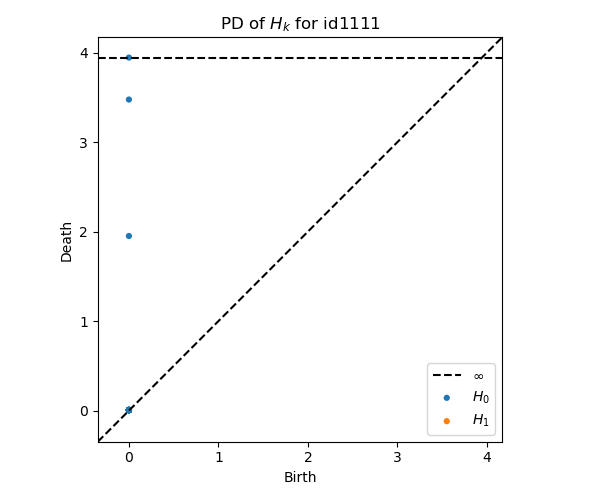 PD of H_k for id1111
4
3
2
1
0
Death
0 1 2 3 4
Birth
∞
H_0
H_1